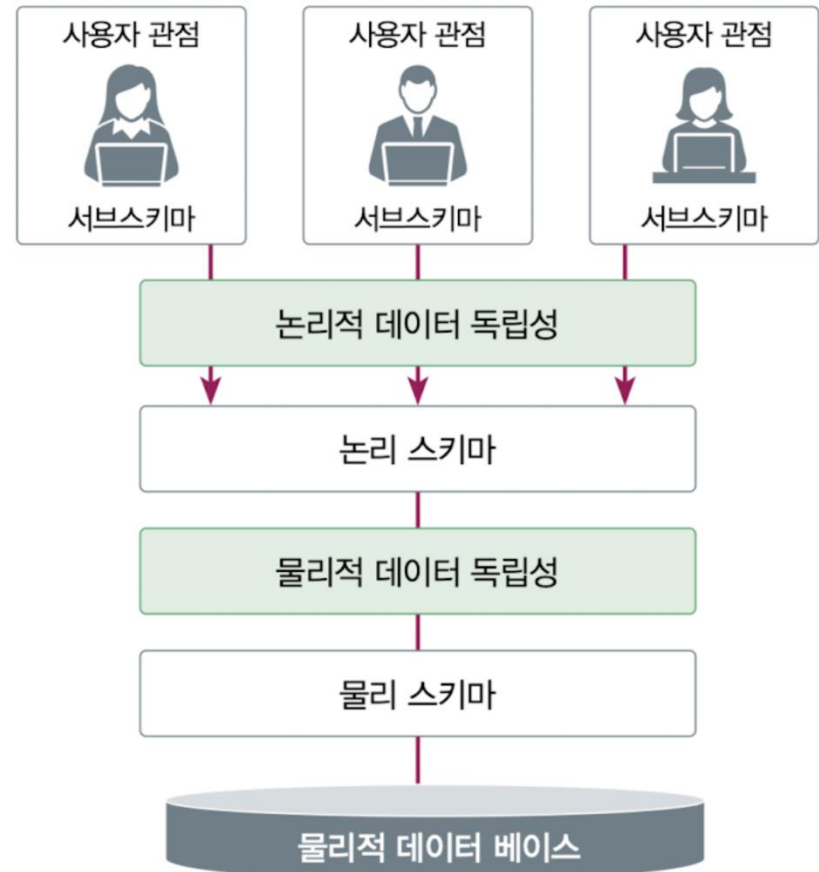 사용자 관점
사용자 관점
사용자 관점
서브스키마
서브스키마
서브스키마
논리적 데이터 독립성
논리 스키마
물리적 데이터 독립성
물리 스키마
물리적 데이터 베이스